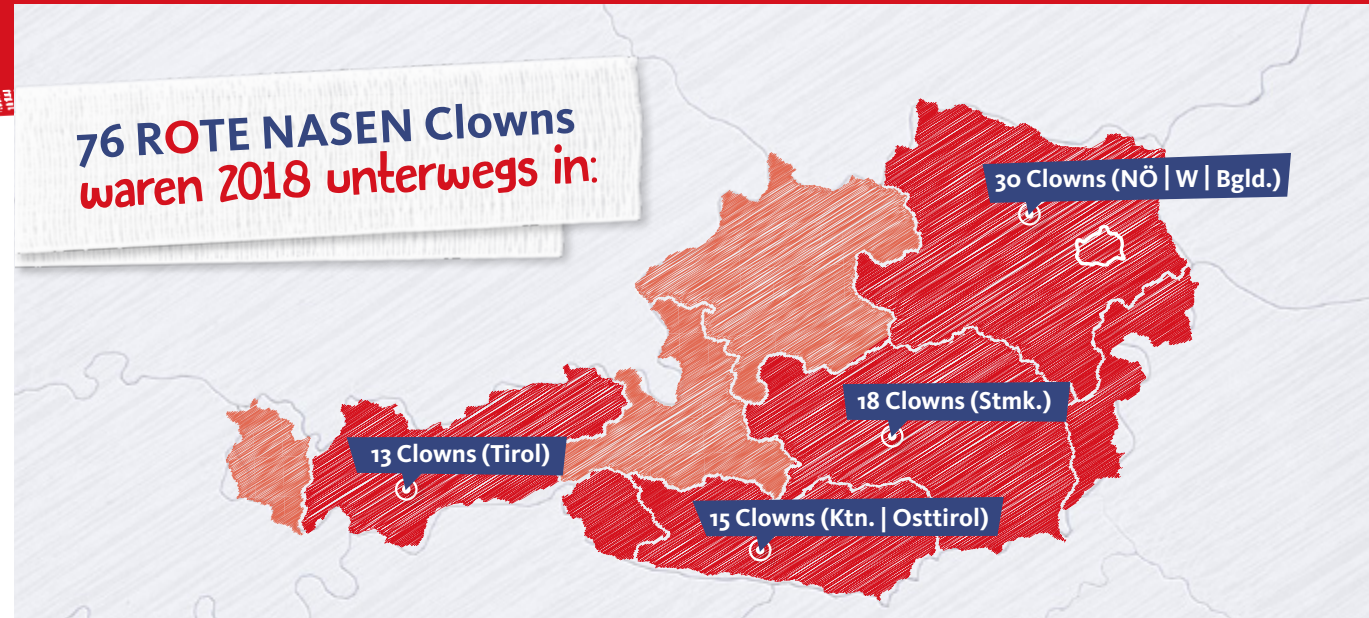 76 ROTE NASEN Clowns
waren 2018 unterwegs in:
30 Clowns (NÖ | W | Bgld.)
18 Clowns (Stmk.)
13 Clowns (Tirol)
15 Clowns (Ktn. | Osttirol)